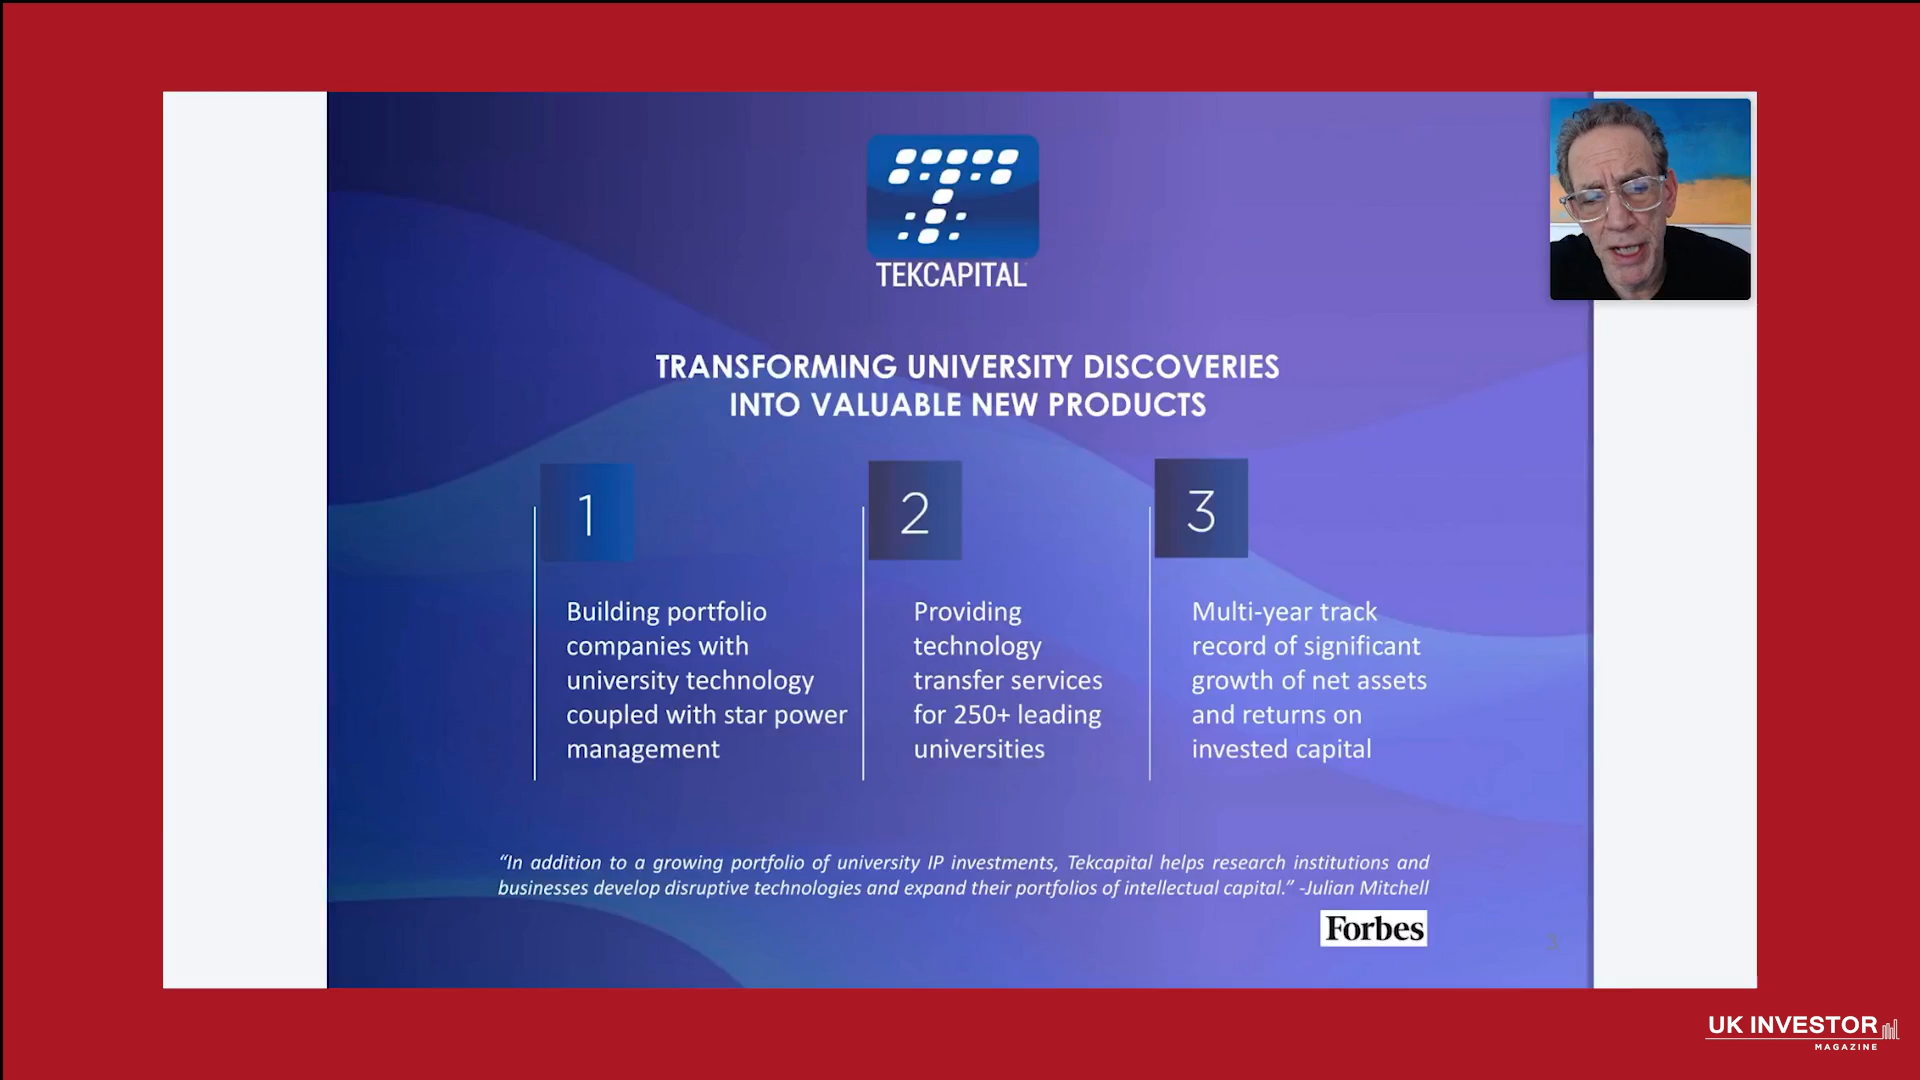 TEKCAPITAL
TRANSFORMING UNIVERSITY DISCOVERIES
INTO VALUABLE NEW PRODUCTS
1
Building portfolio
companies with
university technology
coupled with star power
management
2
Providing
technology
transfer services
for 250+ leading
universities
3
Multi-year track
record of significant
growth of net assets
and returns on
invested capital
“In addition to a growing portfolio of university IP investments, Tekcapital helps research institutions and
businesses develop disruptive technologies and expand their portfolios of intellectual capital.” -Julian Mitchell
Forbes
UK INVESTOR
MAGAZINE